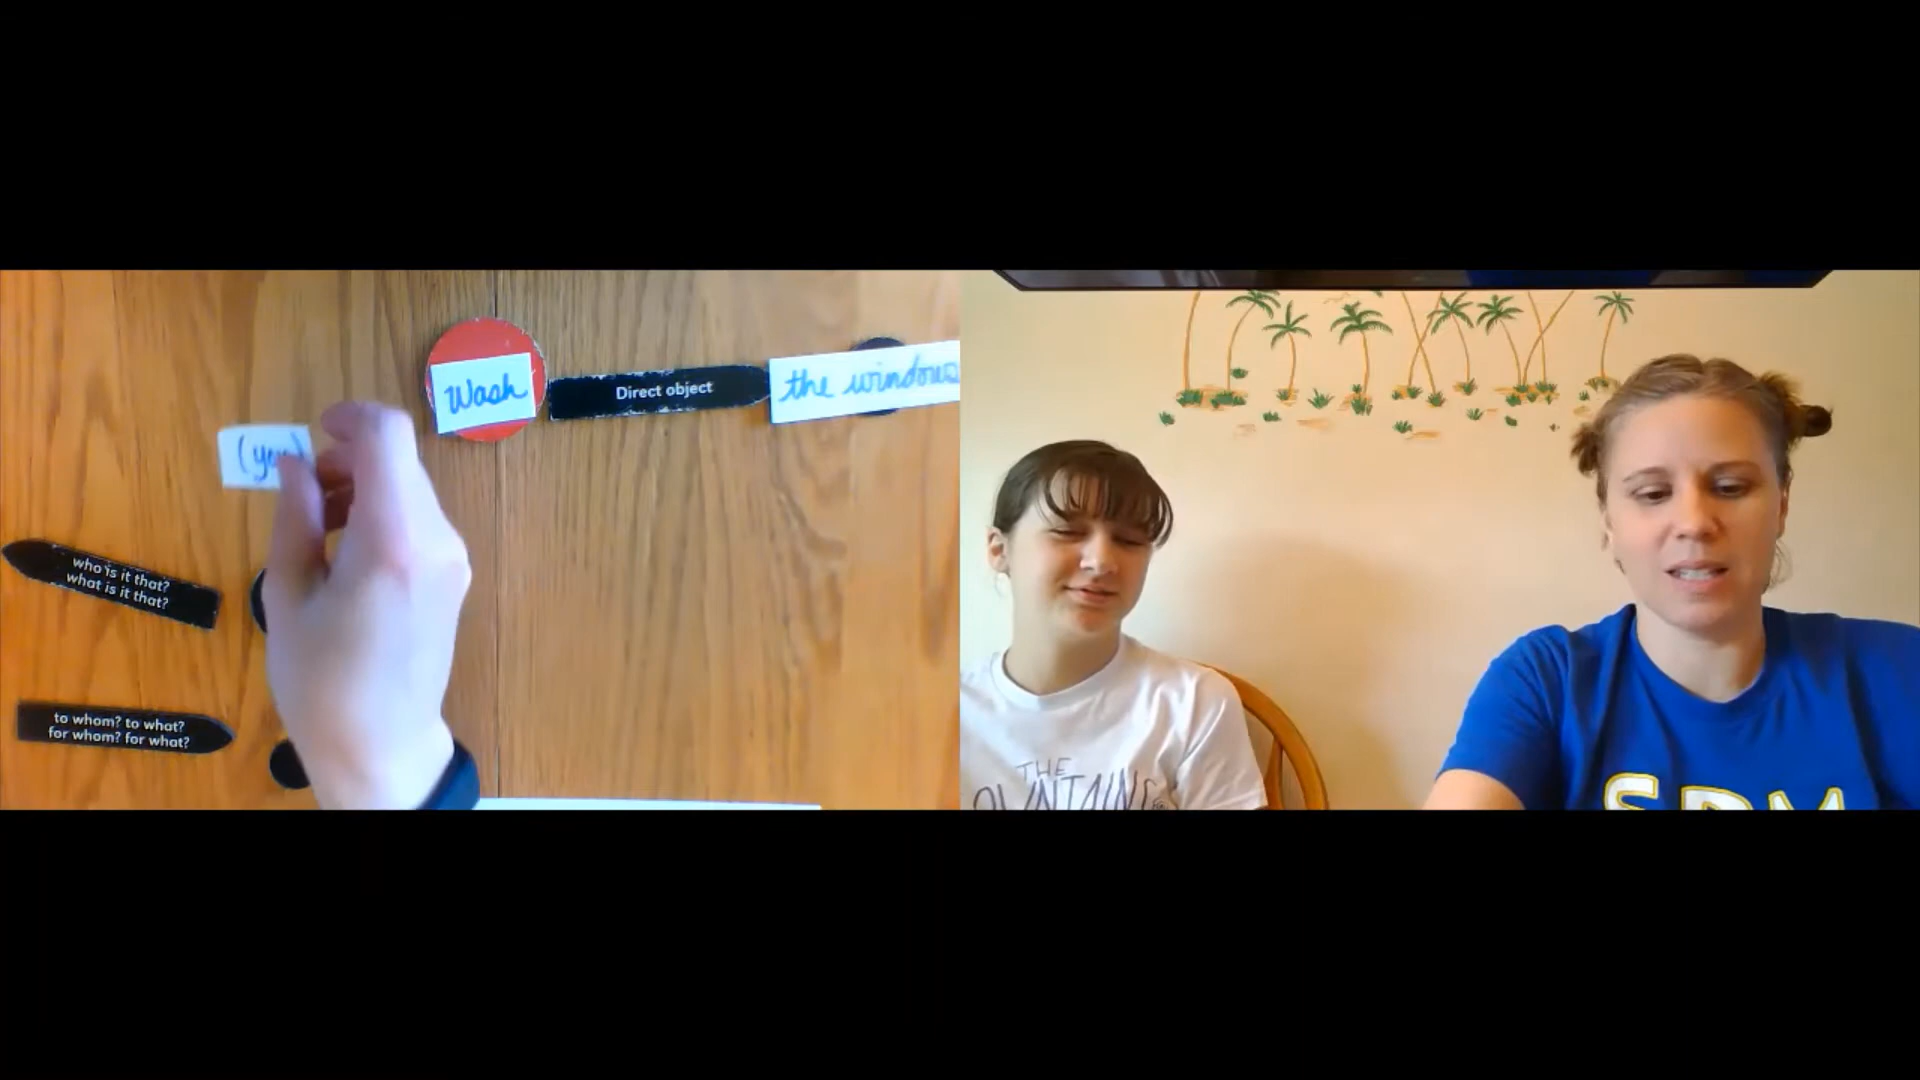 Wash
Direct object
the windows
(you)
who is it that?
what is it that?
to whom? to what?
for whom? for what?
THE
MOUNTAINS